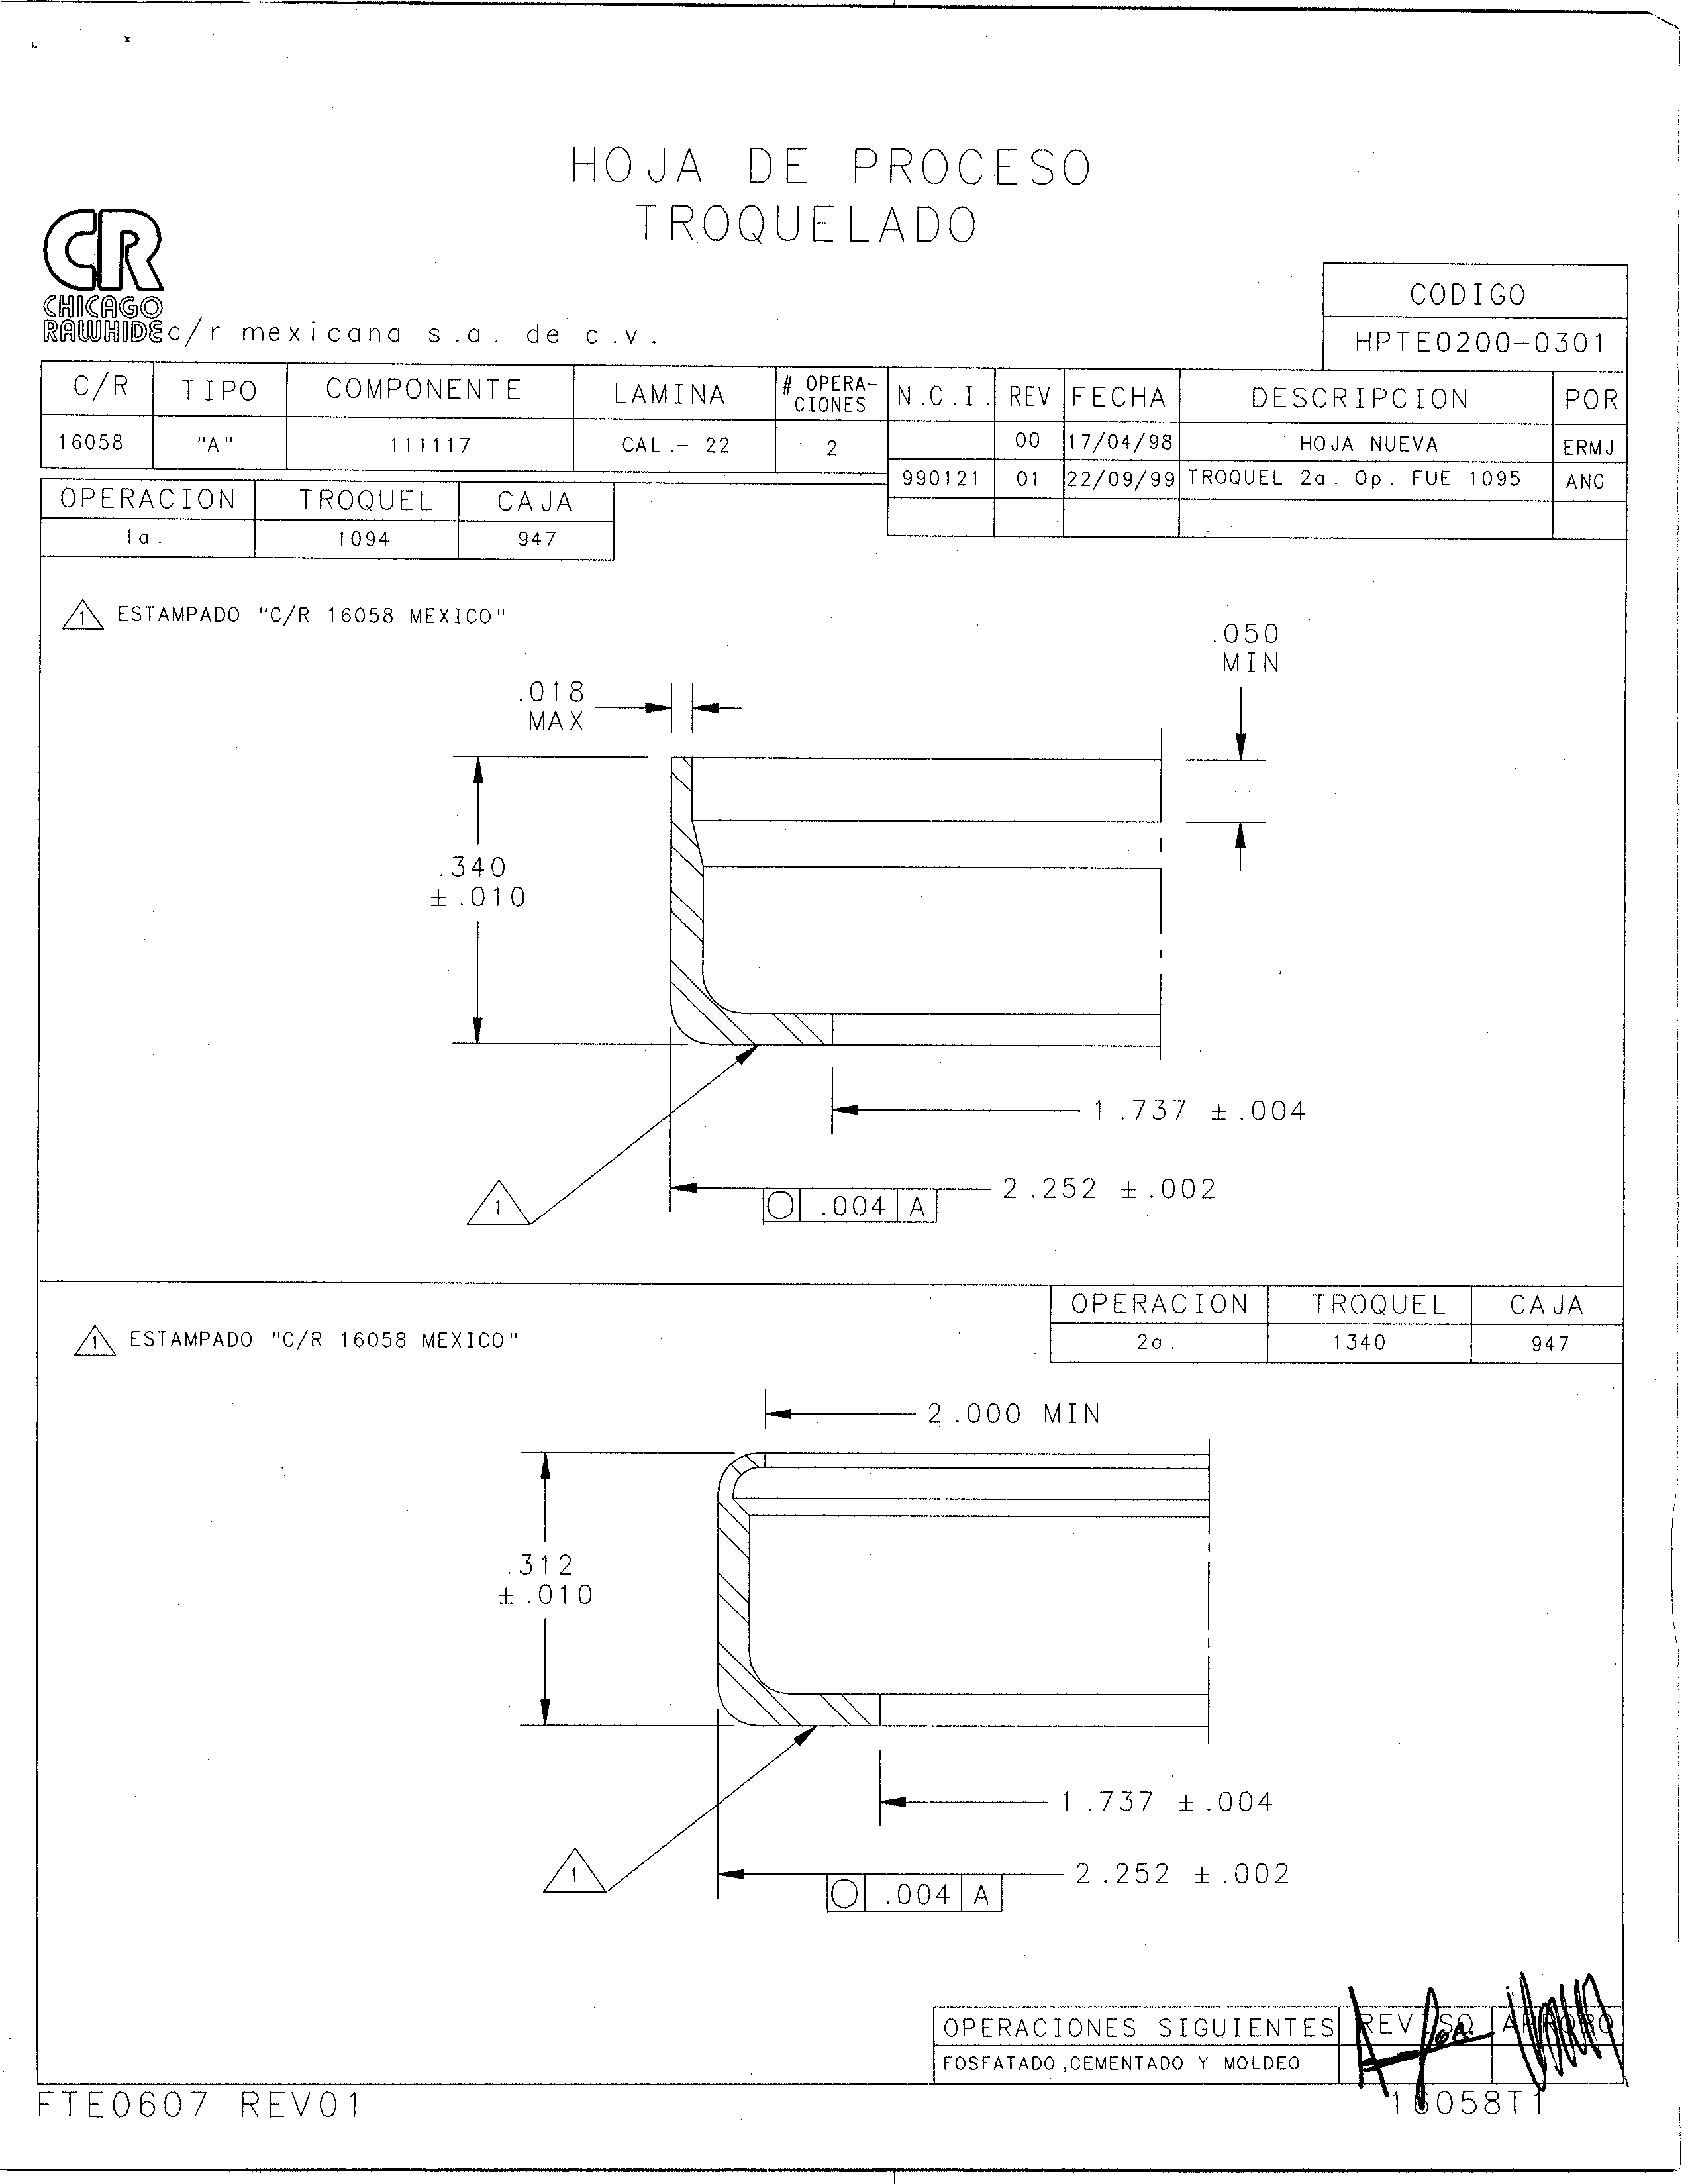 HOJA DE PROCESO
TROQUELADO
CR
CHICAGO
RAWHIDE c/r mexicana s.a. de c.v.
CODIGO
HPTE0200-0301
C/R TIPO COMPONENTE LAMINA # OPERA-CIONES N.C.I. REV FECHA DESCRIPCION POR
16058 "A" 111117 CAL.- 22 2 00 17/04/98 HOJA NUEVA ERMJ
990121 01 22/09/99 TROQUEL 2a. Op. FUE 1095 ANG
OPERACION TROQUEL CAJA
1a. 1094 947
1 ESTAMPADO "C/R 16058 MEXICO"
.050
MIN
.018
MAX
.340
±.010
1.737 ±.004
2.252 ±.002
.004 A
1
OPERACION TROQUEL CAJA
2a. 1340 947
1 ESTAMPADO "C/R 16058 MEXICO"
2.000 MIN
.312
±.010
1.737 ±.004
2.252 ±.002
.004 A
1
OPERACIONES SIGUIENTES REVISO APROBO
FOSFATADO,CEMENTADO Y MOLDEO
FTE0607 REV01
16058T1